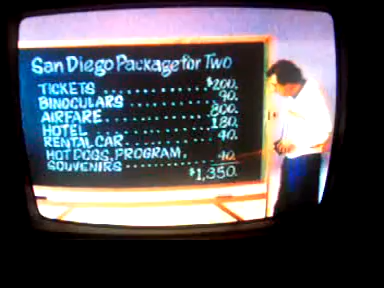 San Diego Package for Two
TICKETS ............. $200.
BINOCULARS ........... 90.
AIRFARE ............. 800.
HOTEL ............... 180.
RENTAL CAR ........... 40.
HOT DOGS, PROGRAM,
SOUVENIRS ............ 40.
$1,350.